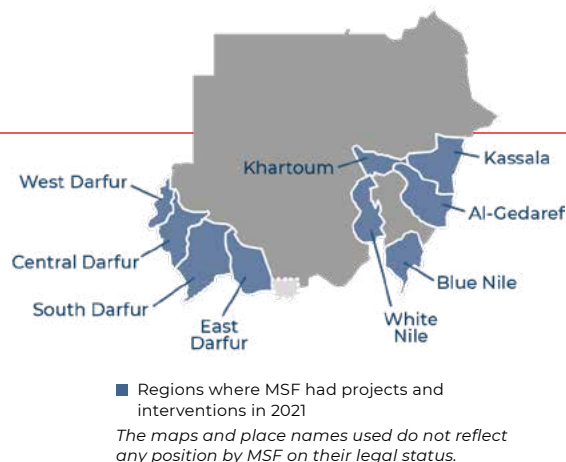 Khartoum
Kassala
West Darfur
Al-Gedaref
Central Darfur
Blue Nile
South Darfur
East
Darfur
White
Nile
Regions where MSF had projects and
interventions in 2021
The maps and place names used do not reflect
any position by MSF on their legal status.